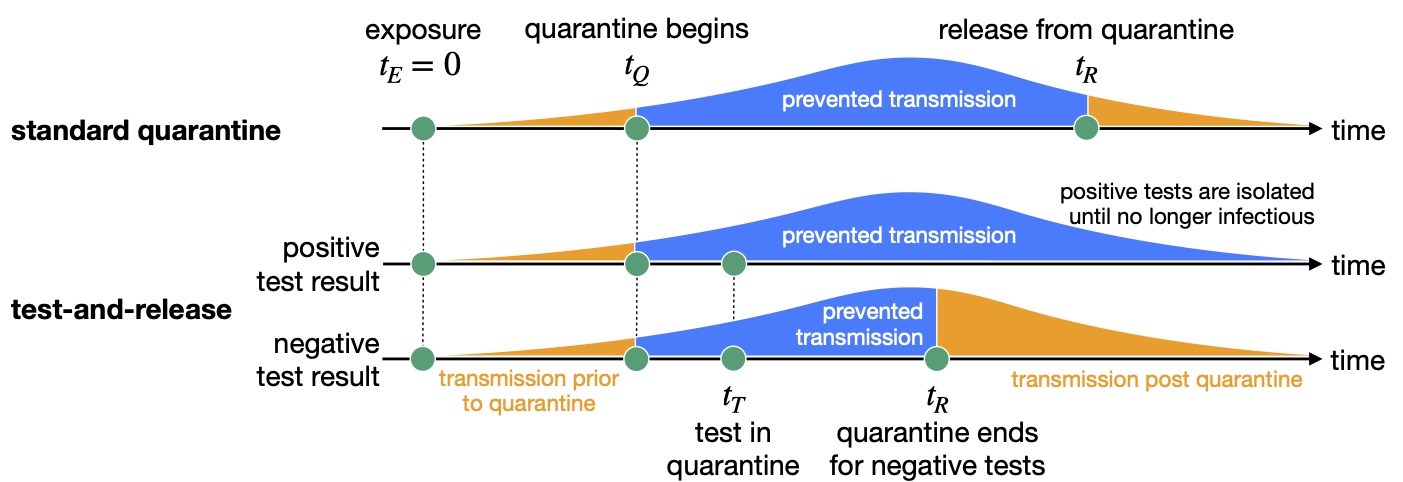 exposure
t_E = 0
quarantine begins
t_Q
release from quarantine
t_R
prevented transmission
standard quarantine
time
positive tests are isolated
until no longer infectious
prevented transmission
positive
test result
time
test-and-release
prevented
transmission
negative
test result
time
transmission prior
to quarantine
transmission post quarantine
t_T
test in
quarantine
t_R
quarantine ends
for negative tests